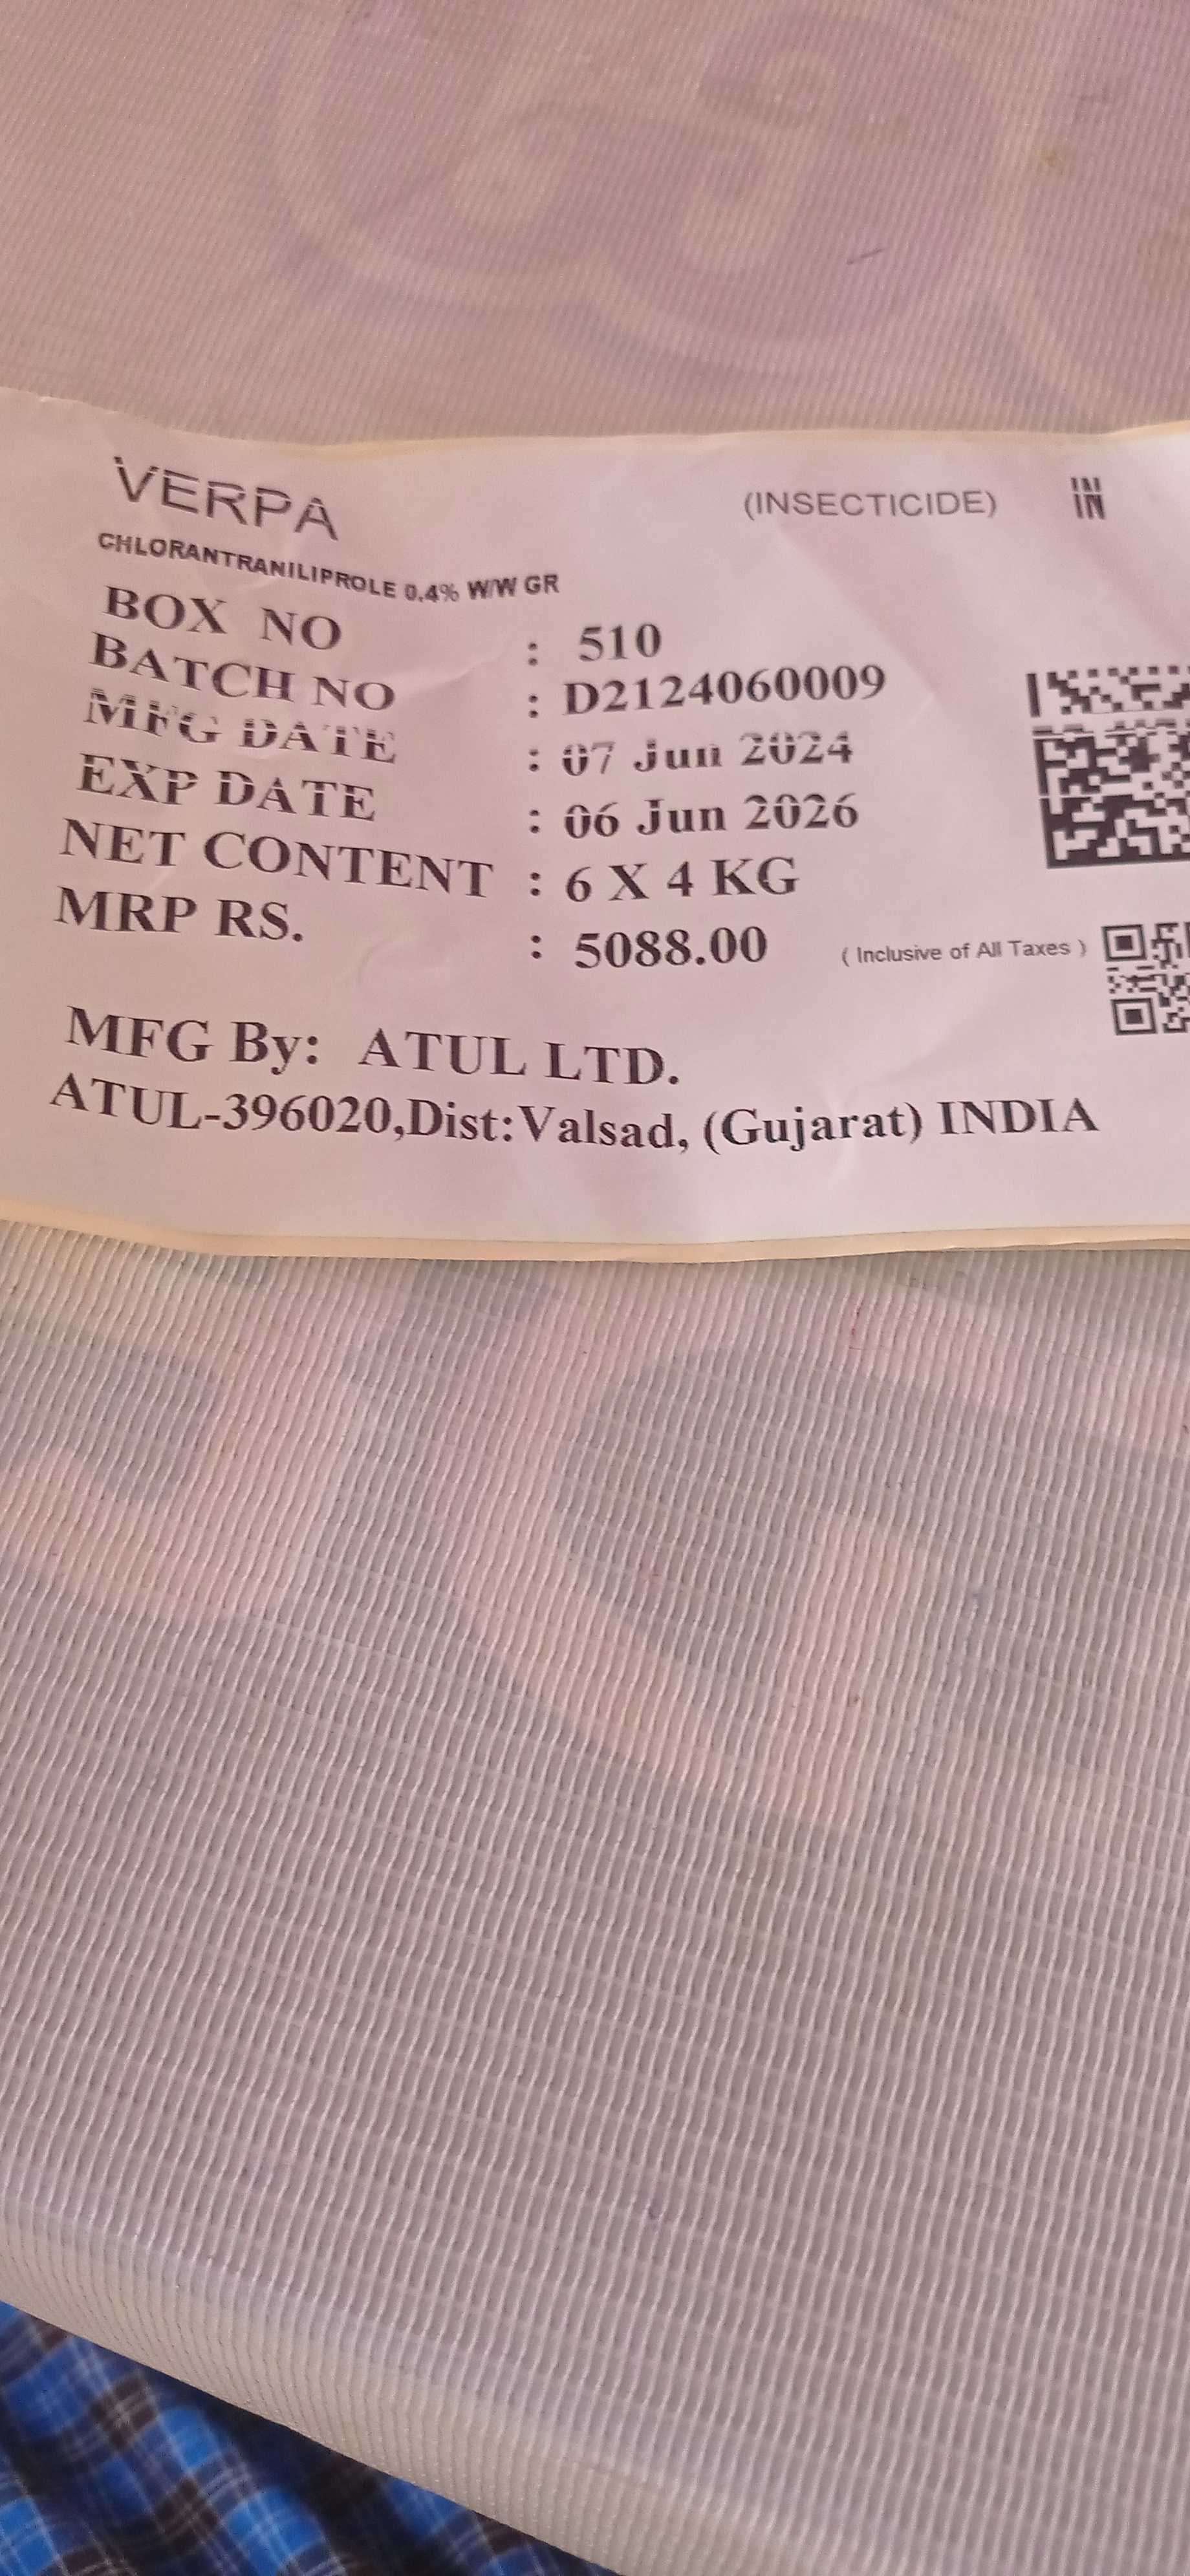 VERPA (INSECTICIDE) IN
CHLORANTRANILIPROLE 0.4% W/W GR
BOX NO : 510
BATCH NO : D2124060009
MFG DATE : 07 Jun 2024
EXP DATE : 06 Jun 2026
NET CONTENT : 6 X 4 KG
MRP RS. : 5088.00 ( Inclusive of All Taxes )
MFG By: ATUL LTD.
ATUL-396020,Dist:Valsad, (Gujarat) INDIA